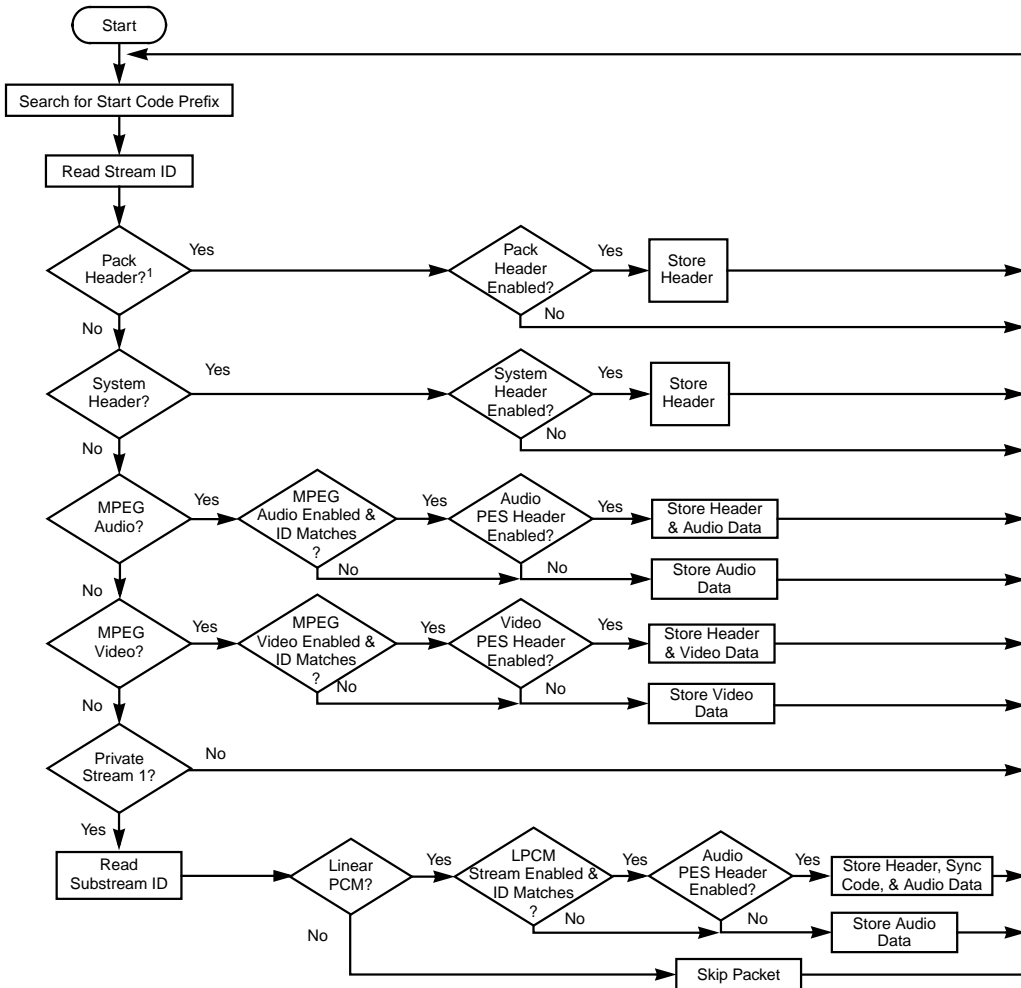 Start
Search for Start Code Prefix
Read Stream ID
Pack
Header?1
Yes
No
Pack
Header
Enabled?
Yes
No
Store
Header
System
Header?
Yes
No
System
Header
Enabled?
Yes
No
Store
Header
MPEG
Audio?
Yes
No
MPEG
Audio Enabled &
ID Matches
?
Yes
No
Audio
PES Header
Enabled?
Yes
No
Store Header
& Audio Data
Store Audio
Data
MPEG
Video?
Yes
No
MPEG
Video Enabled &
ID Matches
?
Yes
No
Video
PES Header
Enabled?
Yes
No
Store Header
& Video Data
Store Video
Data
Private
Stream 1?
No
Yes
Read
Substream ID
Linear
PCM?
Yes
No
LPCM
Stream Enabled &
ID Matches
?
Yes
No
Audio
PES Header
Enabled?
Yes
No
Store Header, Sync
Code, & Audio Data
Store Audio
Data
Skip Packet